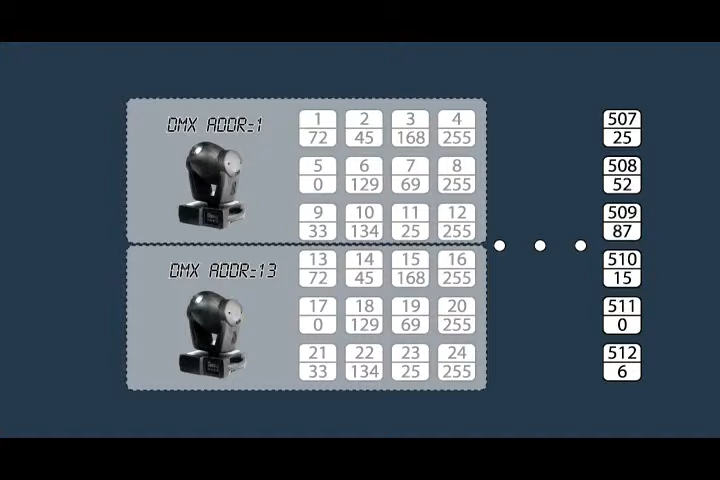 DMX ADDR=1
1 2 3 4
72 45 168 255
5 6 7 8
0 129 69 255
9 10 11 12
33 134 25 255
DMX ADDR=13
13 14 15 16
72 45 168 255
17 18 19 20
0 129 69 255
21 22 23 24
33 134 25 255
507
25
508
52
509
87
510
15
511
0
512
6